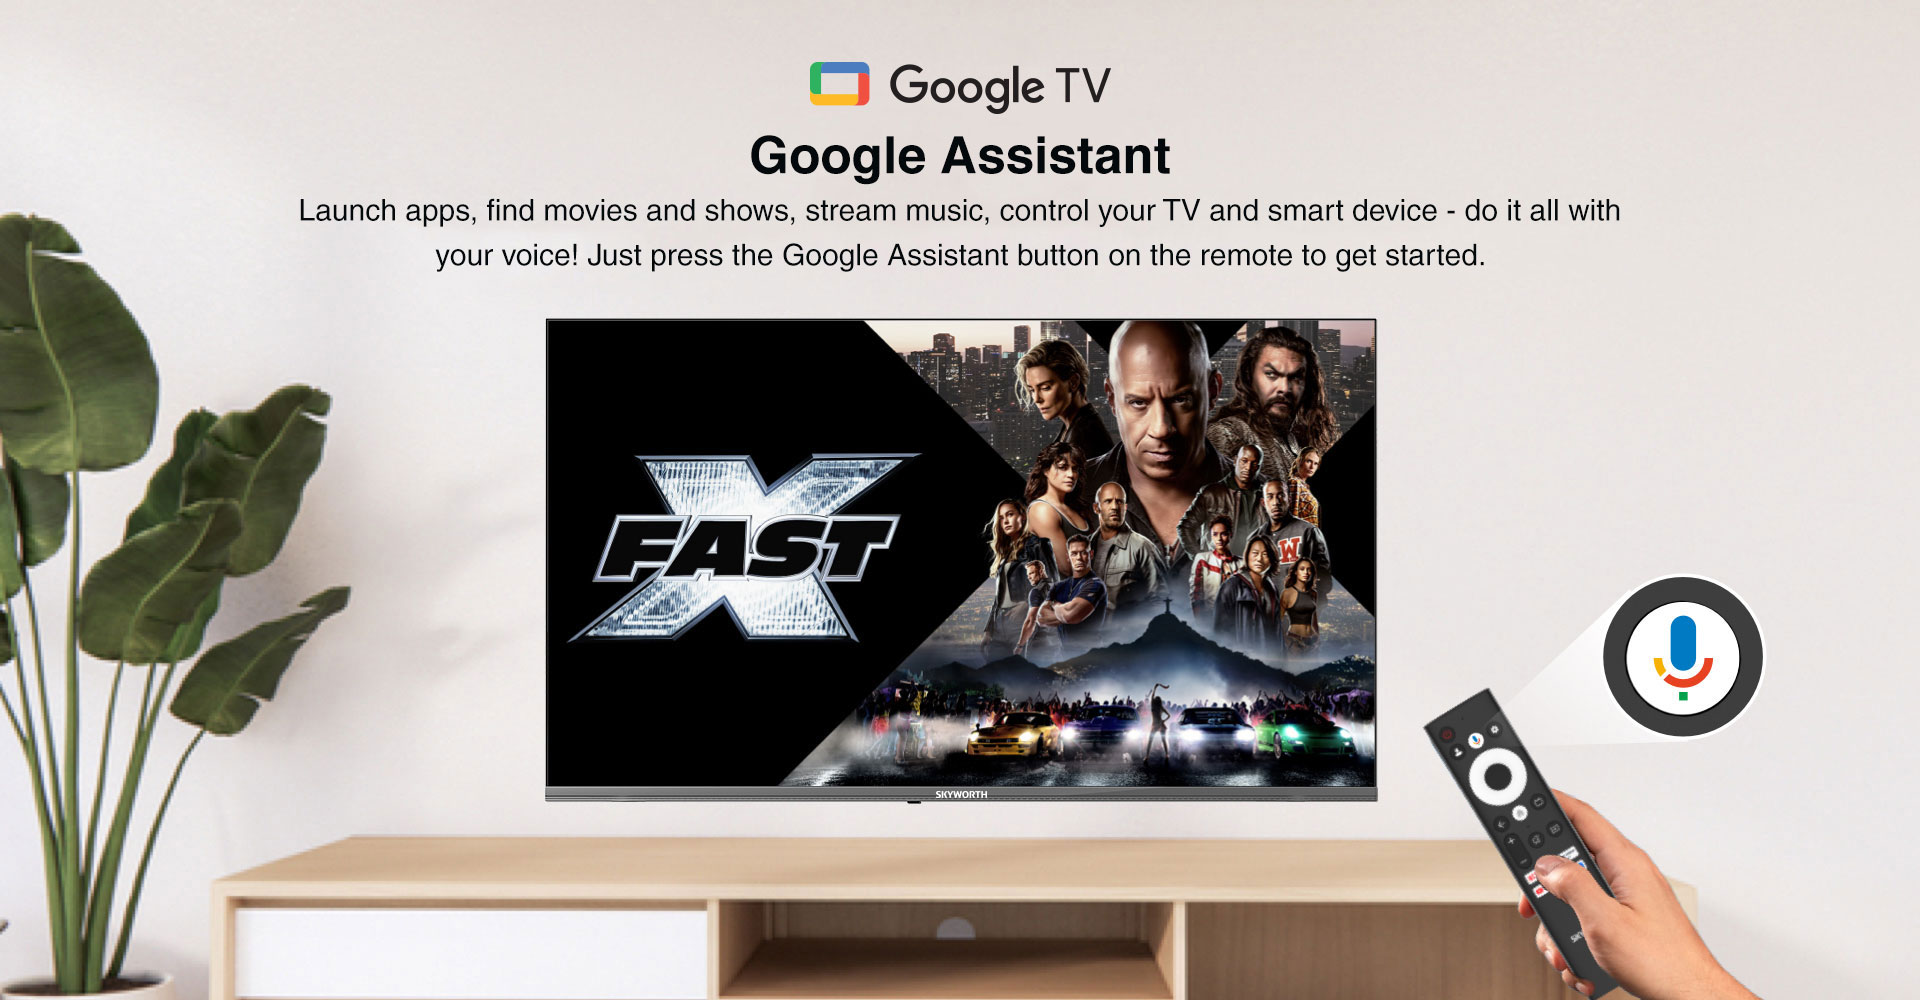 Google TV
Google Assistant
Launch apps, find movies and shows, stream music, control your TV and smart device - do it all with
your voice! Just press the Google Assistant button on the remote to get started.
X
FAST
W
SKYWORTH